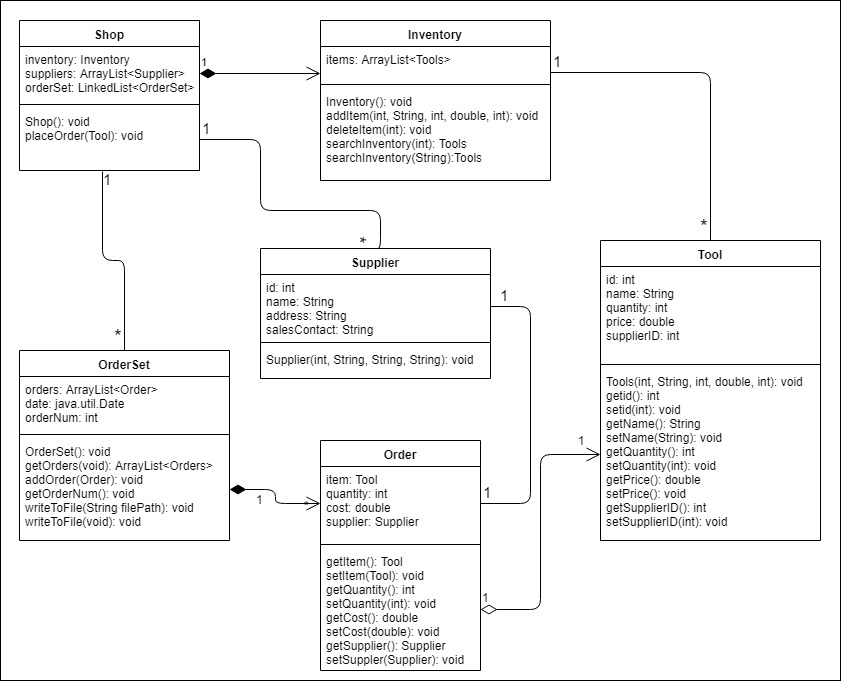 Shop
inventory: Inventory
suppliers: ArrayList<Supplier>
orderSet: LinkedList<OrderSet>
Shop(): void
placeOrder(Tool): void
1
1
1
Inventory
items: ArrayList<Tools>
Inventory(): void
addItem(int, String, int, double, int): void
deleteItem(int): void
searchInventory(int): Tools
searchInventory(String):Tools
1
*
*
*
Supplier
id: int
name: String
address: String
salesContact: String
Supplier(int, String, String, String): void
1
Tool
id: int
name: String
quantity: int
price: double
supplierID: int
Tools(int, String, int, double, int): void
getid(): int
setid(int): void
getName(): String
setName(String): void
getQuantity(): int
setQuantity(int): void
getPrice(): double
setPrice(): void
getSupplierID(): int
setSupplierID(int): void
OrderSet
orders: ArrayList<Order>
date: java.util.Date
orderNum: int
OrderSet(): void
getOrders(void): ArrayList<Orders>
addOrder(Order): void
getOrderNum(): void
writeToFile(String filePath): void
writeToFile(void): void
1
*
Order
item: Tool
quantity: int
cost: double
supplier: Supplier
getItem(): Tool
setItem(Tool): void
getQuantity(): int
setQuantity(int): void
getCost(): double
setCost(double): void
getSupplier(): Supplier
setSuppler(Supplier): void
1
1
1